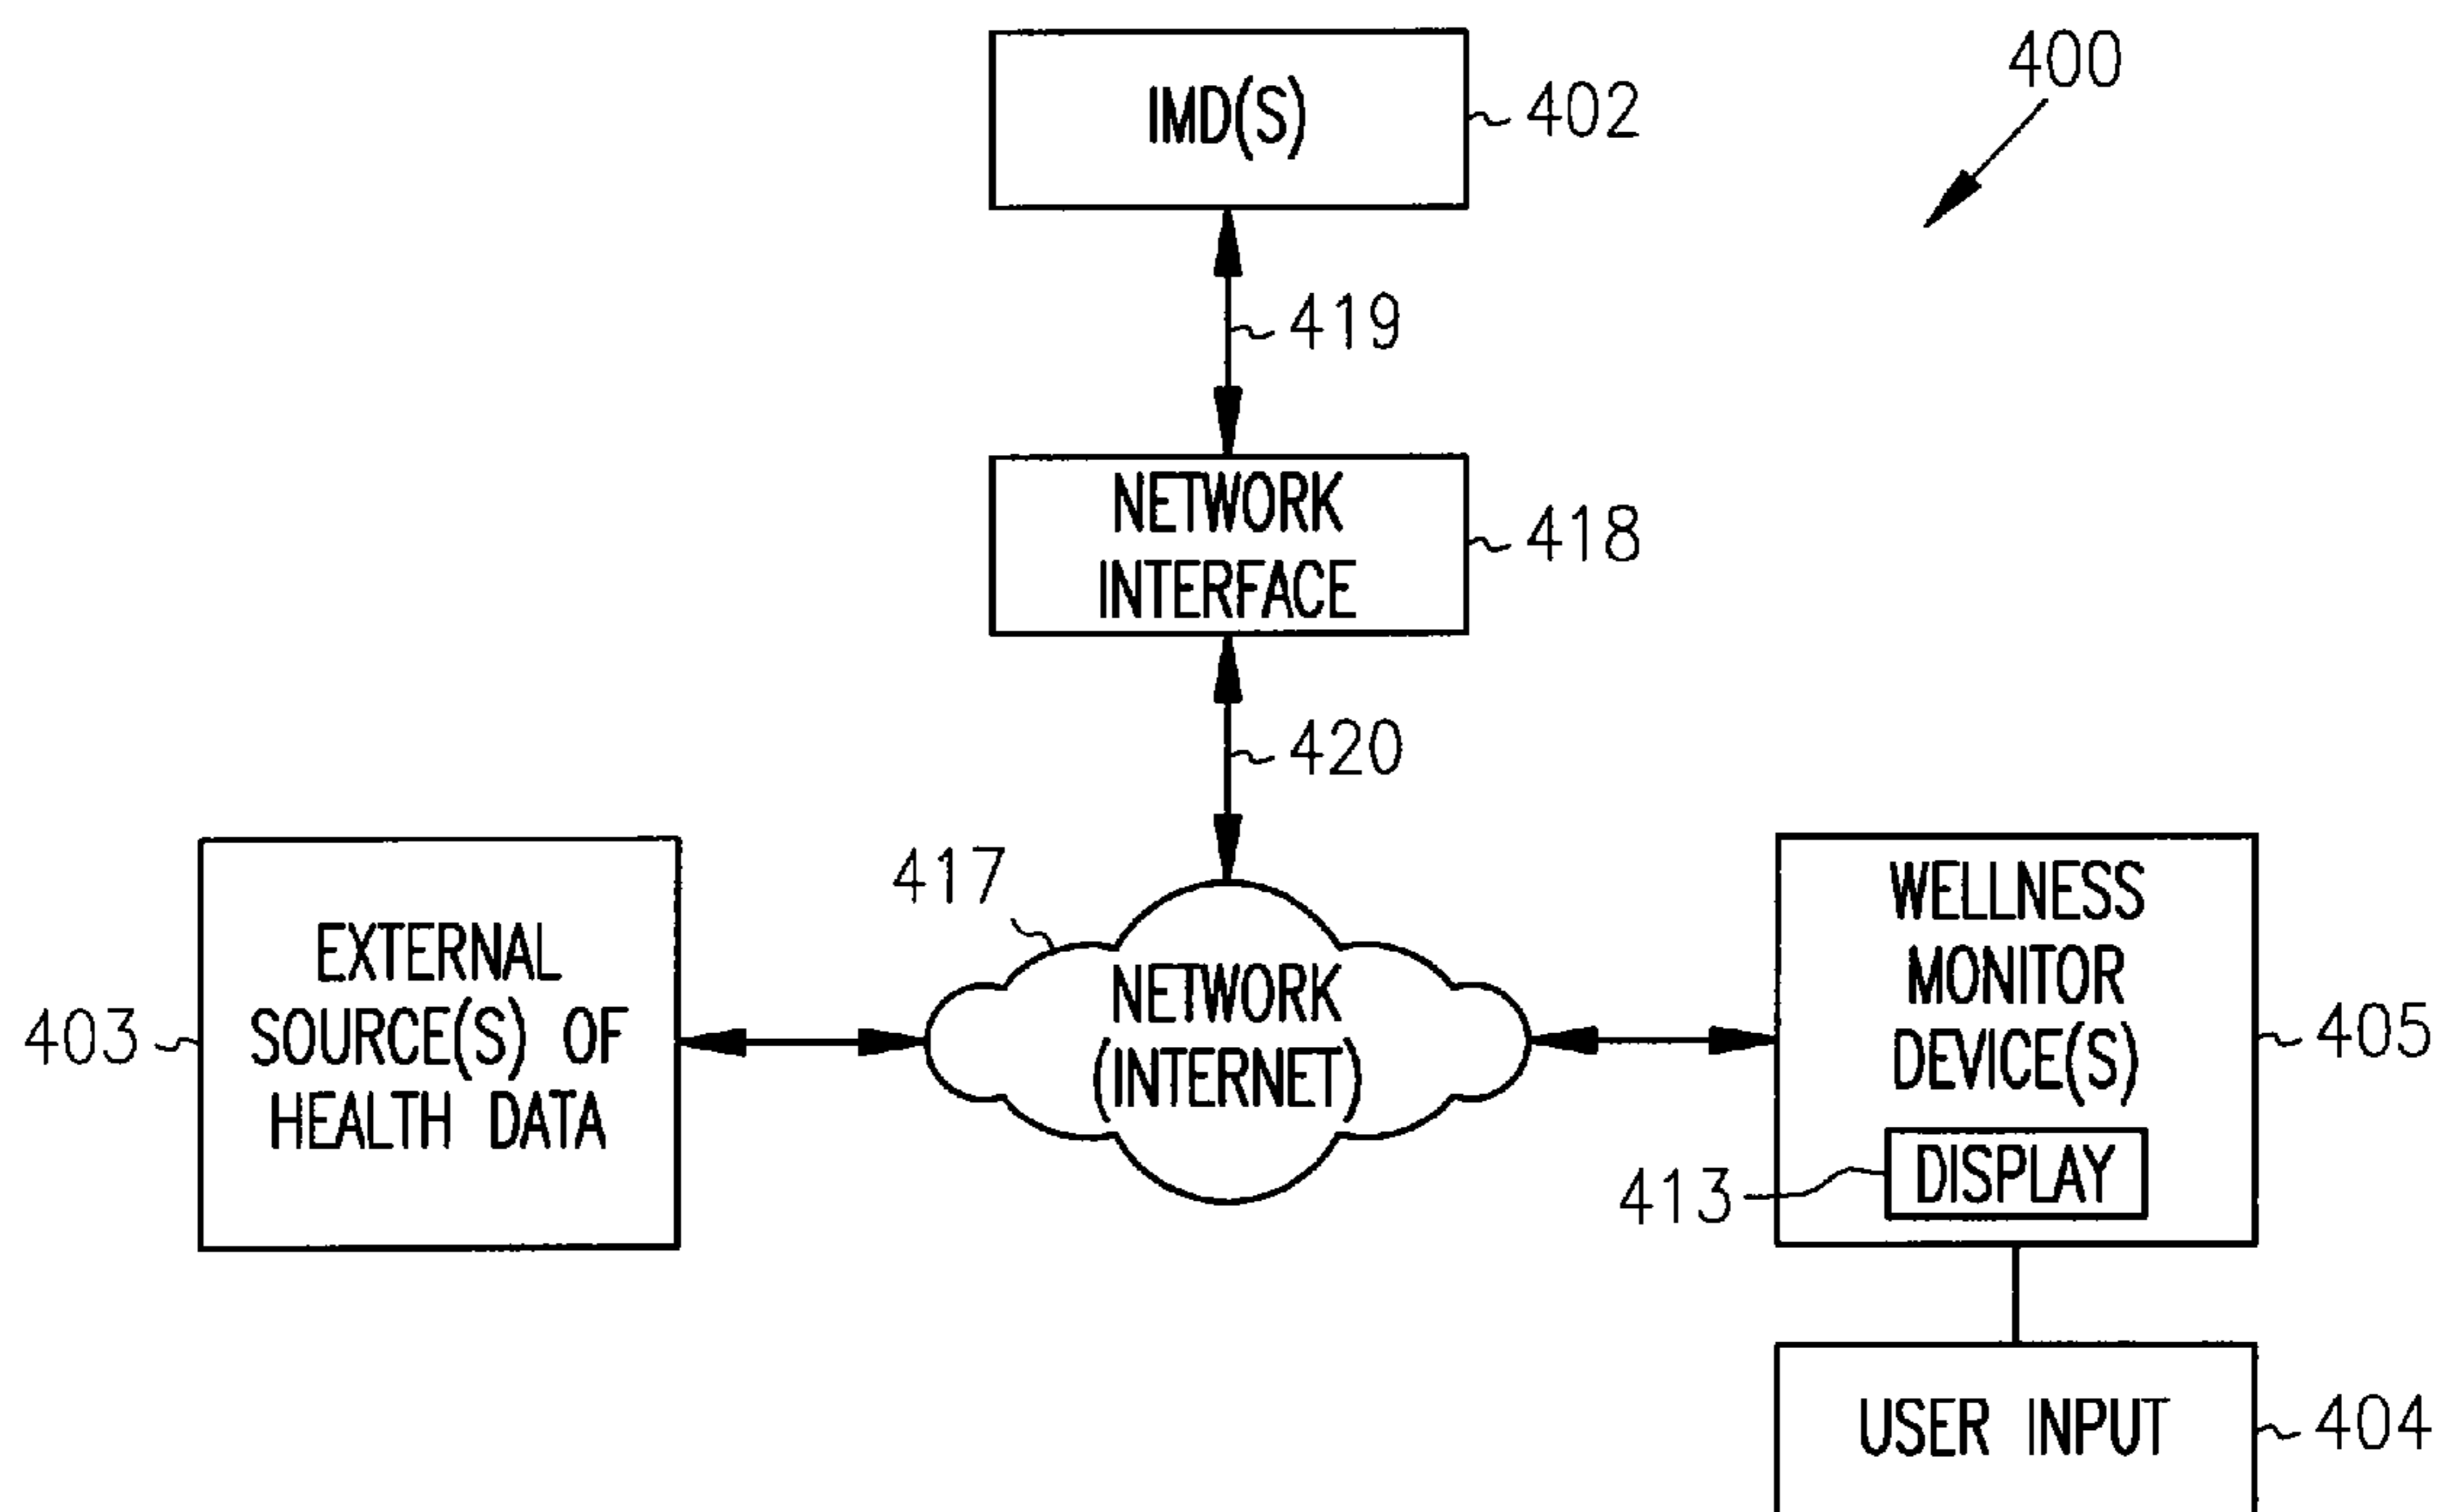 IMD(S)
402
400
419
NETWORK
INTERFACE
418
420
417
NETWORK
(INTERNET)
403
EXTERNAL
SOURCE(S) OF
HEALTH DATA
WELLNESS
MONITOR
DEVICE(S)
405
413
DISPLAY
USER INPUT
404